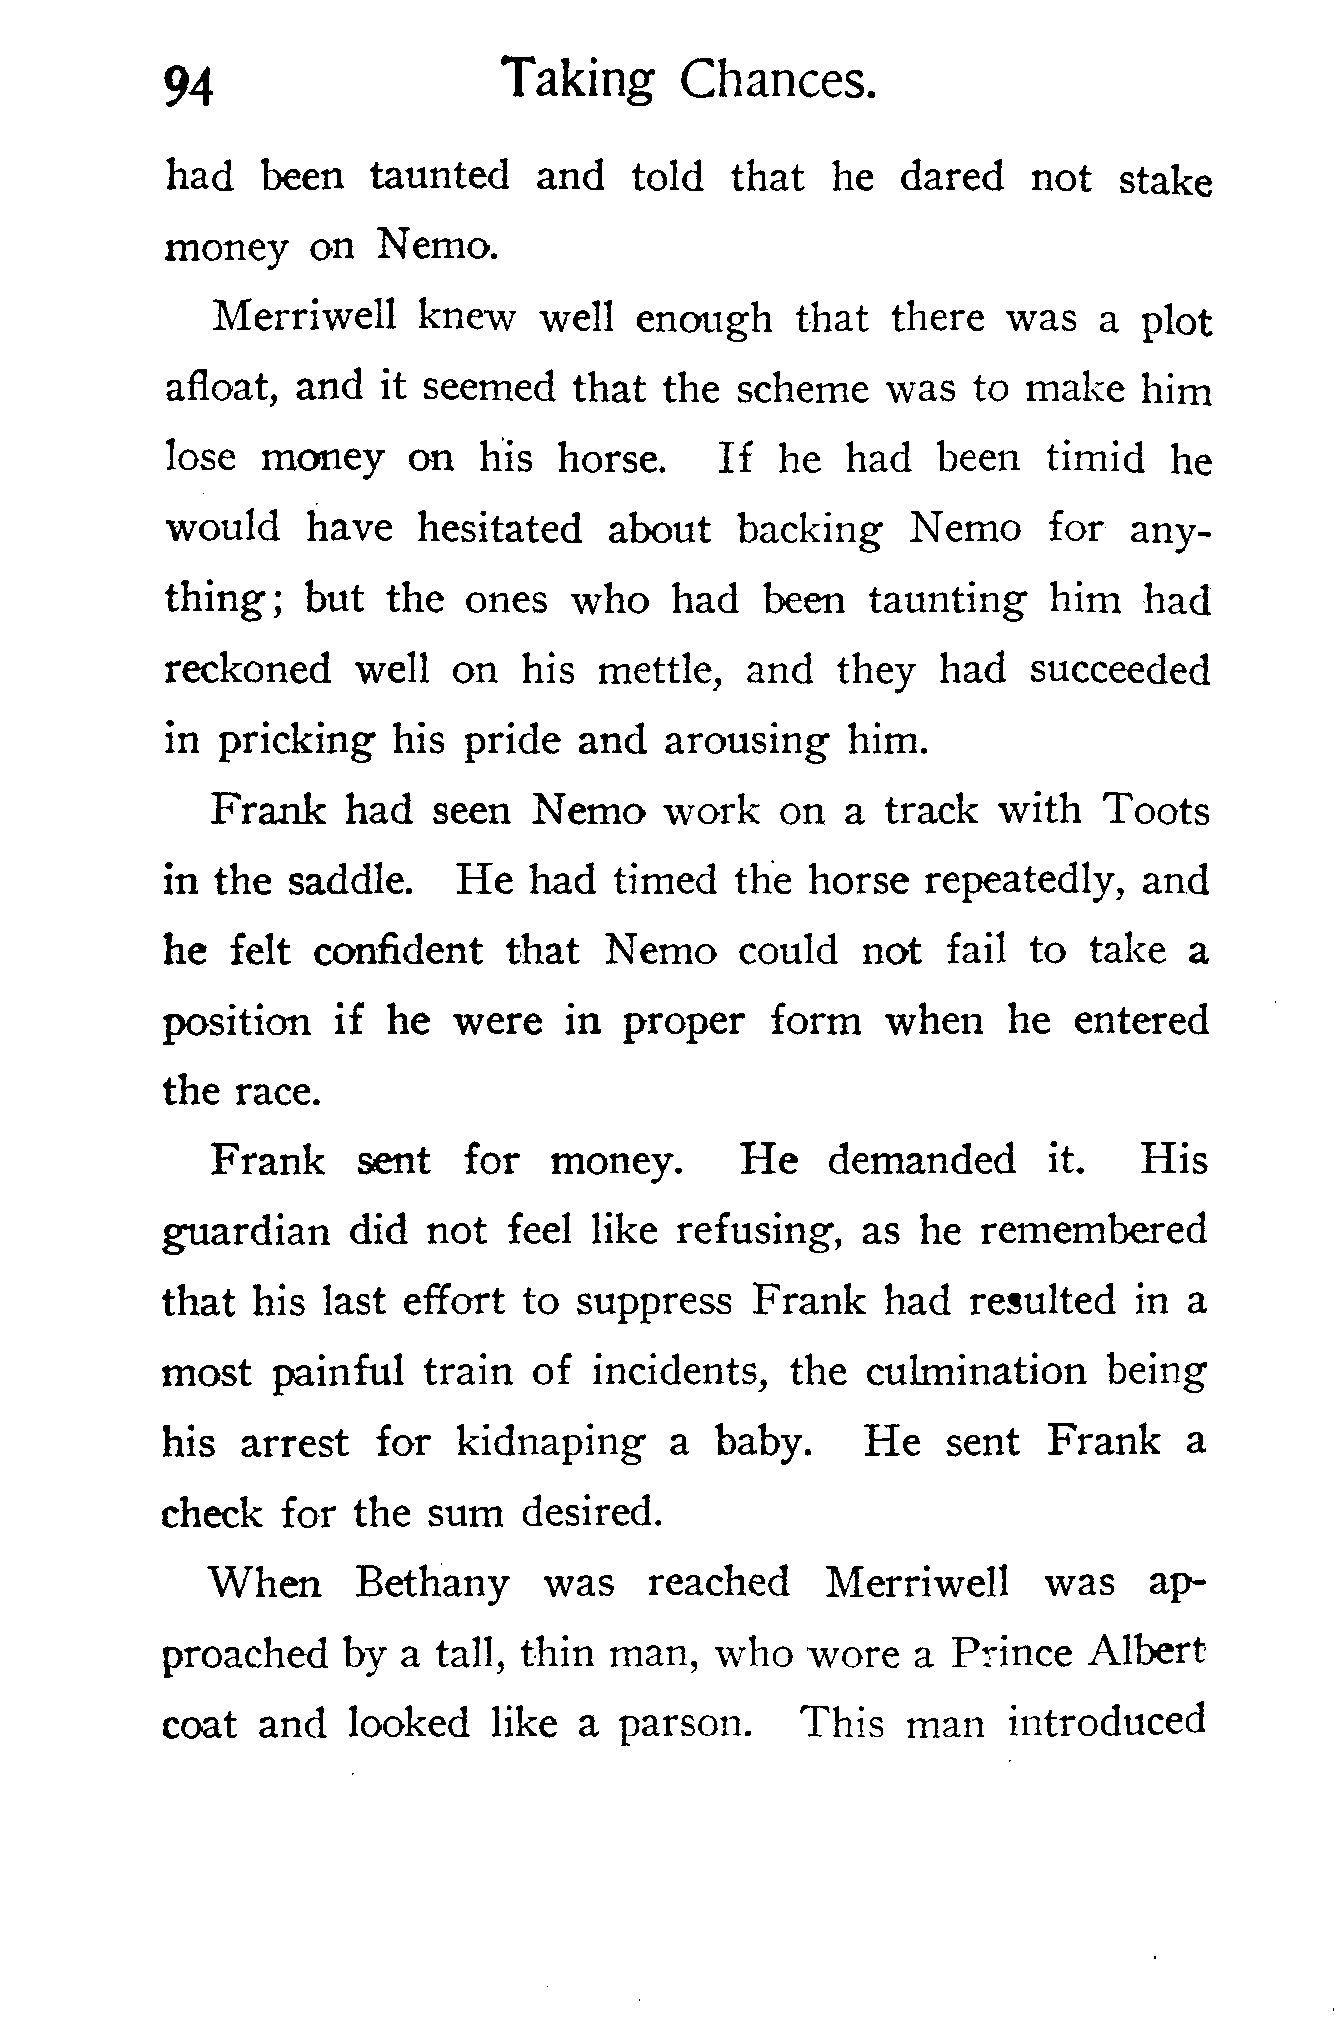 94 Taking Chances.
had been taunted and told that he dared not stake
money on Nemo.
Merriwell knew well enough that there was a plot
afloat, and it seemed that the scheme was to make him
lose money on his horse. If he had been timid he
would have hesitated about backing Nemo for any-
thing; but the ones who had been taunting him had
reckoned well on his mettle, and they had succeeded
in pricking his pride and arousing him.
Frank had seen Nemo work on a track with Toots
in the saddle. He had timed the horse repeatedly, and
he felt confident that Nemo could not fail to take a
position if he were in proper form when he entered
the race.
Frank sent for money. He demanded it. His
guardian did not feel like refusing, as he remembered
that his last effort to suppress Frank had resulted in a
most painful train of incidents, the culmination being
his arrest for kidnaping a baby. He sent Frank a
check for the sum desired.
When Bethany was reached Merriwell was ap-
proached by a tall, thin man, who wore a Prince Albert
coat and looked like a parson. This man introduced